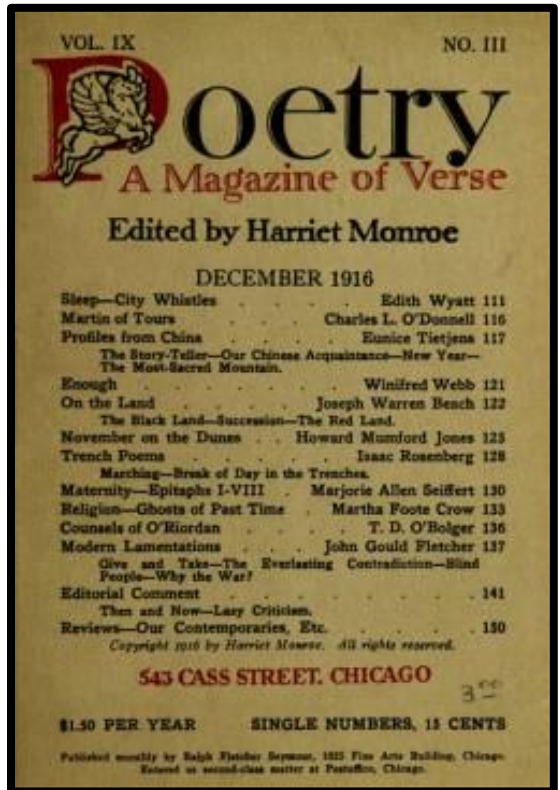 VOL. IX NO. III
Poetry
A Magazine of Verse
Edited by Harriet Monroe
DECEMBER 1916
Sleep—City Whistles . . . . Edith Wyatt 111
Martin of Tours . . . Charles L. O'Donnell 116
Profiles from China . . . . Eunice Tietjens 117
The Story-Teller—Our Chinese Acquaintance—New Year—
The Most-Sacred Mountain.
Enough . . . . . . . Winifred Webb 121
On the Land . . . . . Joseph Warren Beach 122
The Black Land—Succession—The Red Land.
November on the Dunes . . Howard Mumford Jones 125
Trench Poems . . . . . . Isaac Rosenberg 128
Marching—Break of Day in the Trenches.
Maternity—Epitaphs I-VIII . Marjorie Allen Seiffert 130
Religion—Ghosts of Past Time . Martha Foote Crow 133
Counsels of O'Riordan . . . . T. D. O'Bolger 136
Modern Lamentations . . . John Gould Fletcher 137
Give and Take—The Everlasting Contradiction—Blind
People—Why the War?
Editorial Comment . . . . . . . . 141
Then and Now—Lazy Criticism.
Reviews—Our Contemporaries, Etc. . . . . . 150
Copyright 1916 by Harriet Monroe. All rights reserved.
543 CASS STREET, CHICAGO
3 00
$1.50 PER YEAR SINGLE NUMBERS, 15 CENTS
Published monthly by Ralph Fletcher Seymour, 1025 Fine Arts Building, Chicago.
Entered as second-class matter at Postoffice, Chicago.